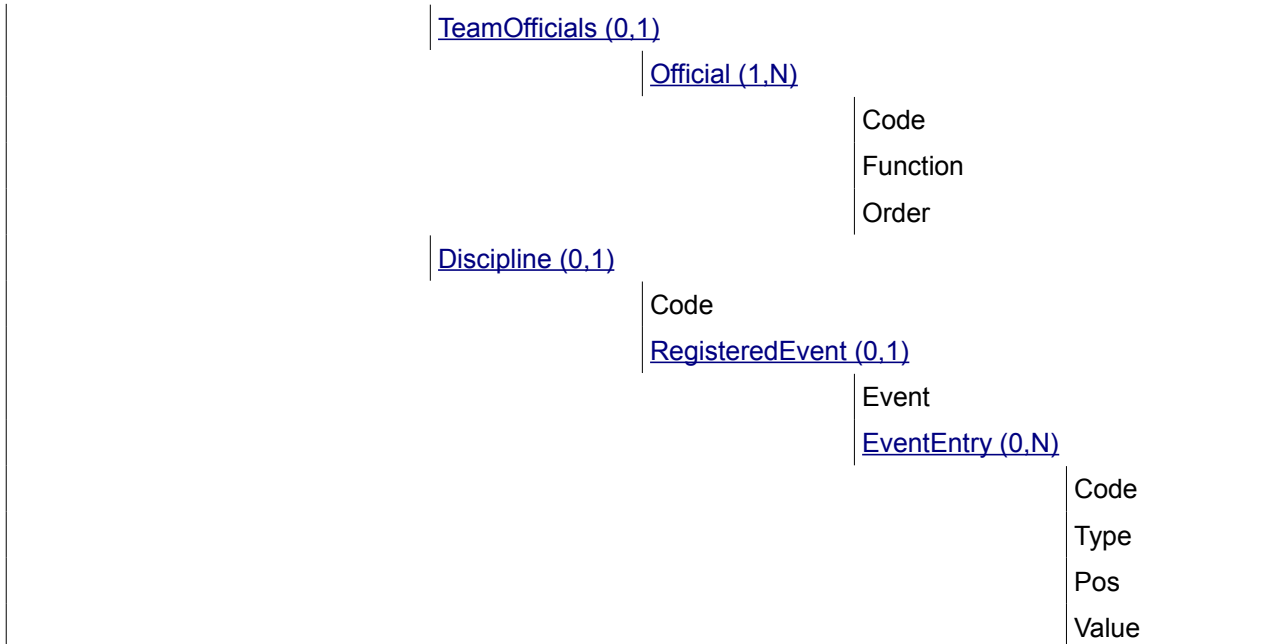 TeamOfficials (0,1)
Official (1,N)
Code
Function
Order
Discipline (0,1)
Code
RegisteredEvent (0,1)
Event
EventEntry (0,N)
Code
Type
Pos
Value